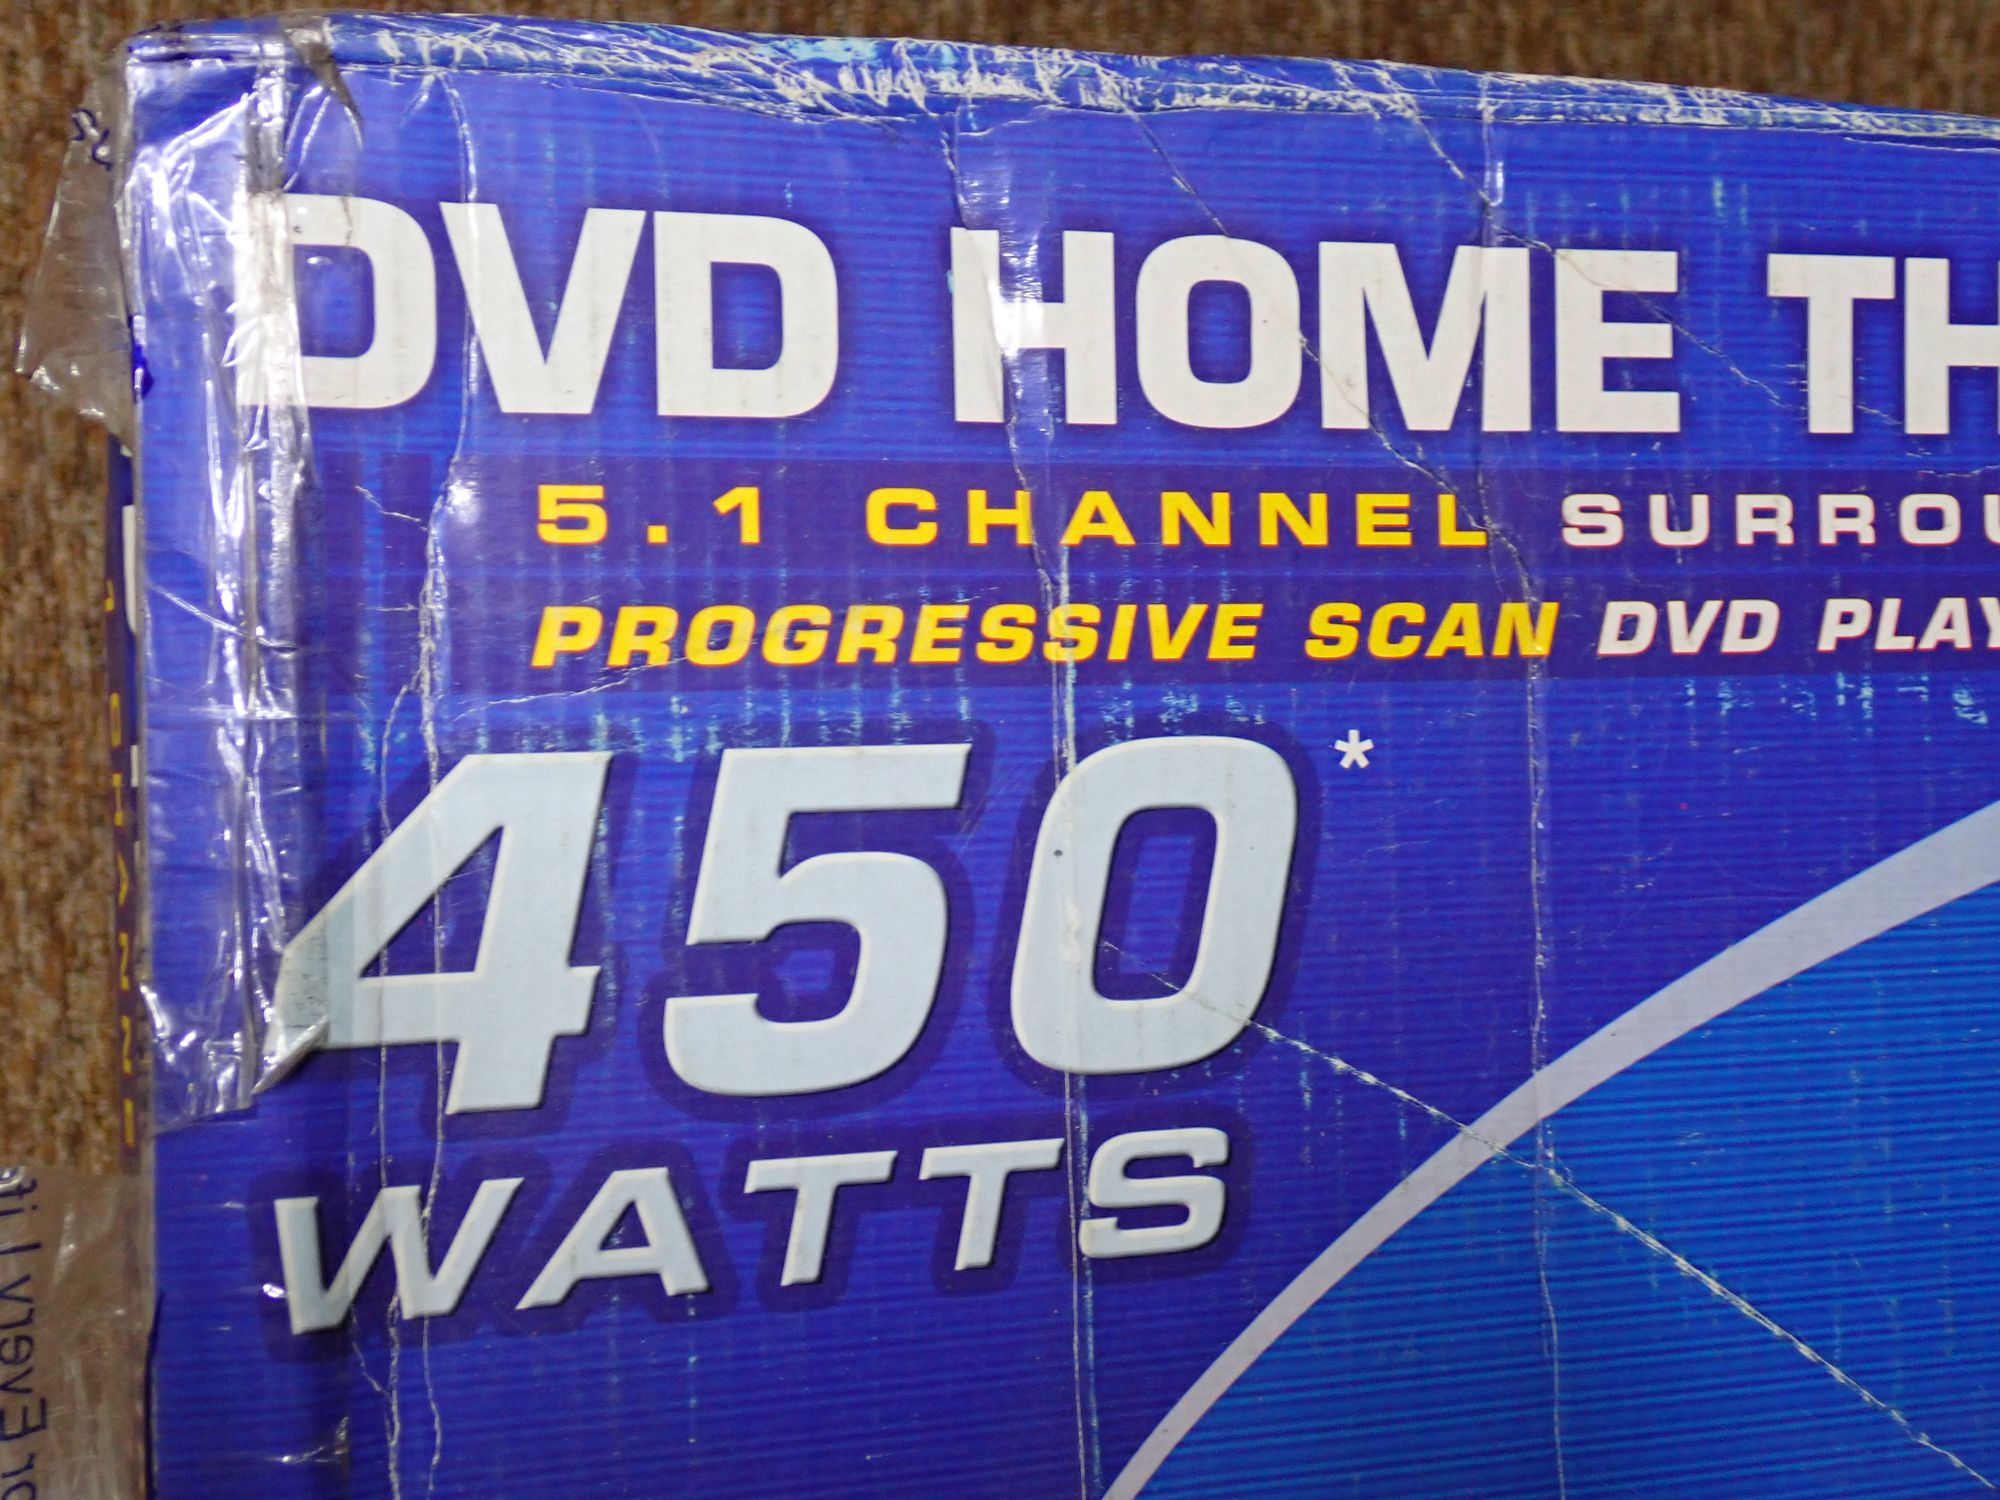 DVD HOME TH
5.1 CHANNEL SURROU
PROGRESSIVE SCAN DVD PLAY
450*
WATTS